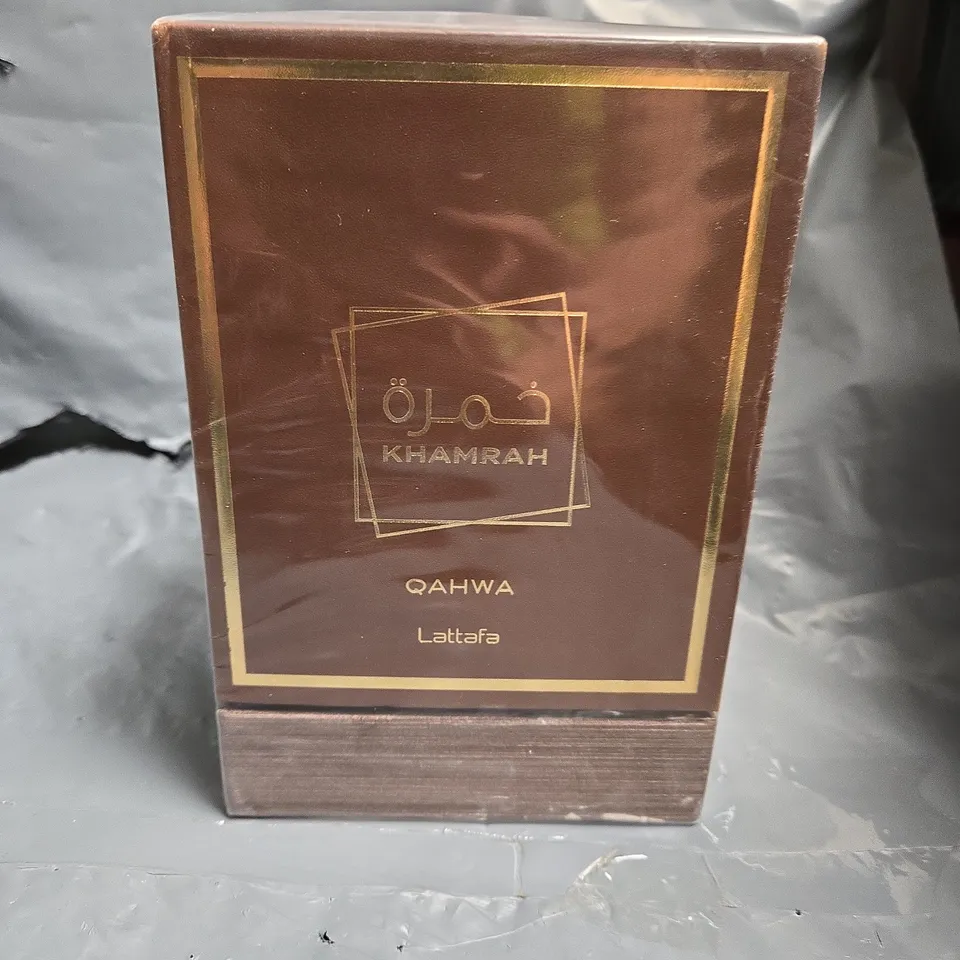 خمرة
KHAMRAH
QAHWA
Lattafa